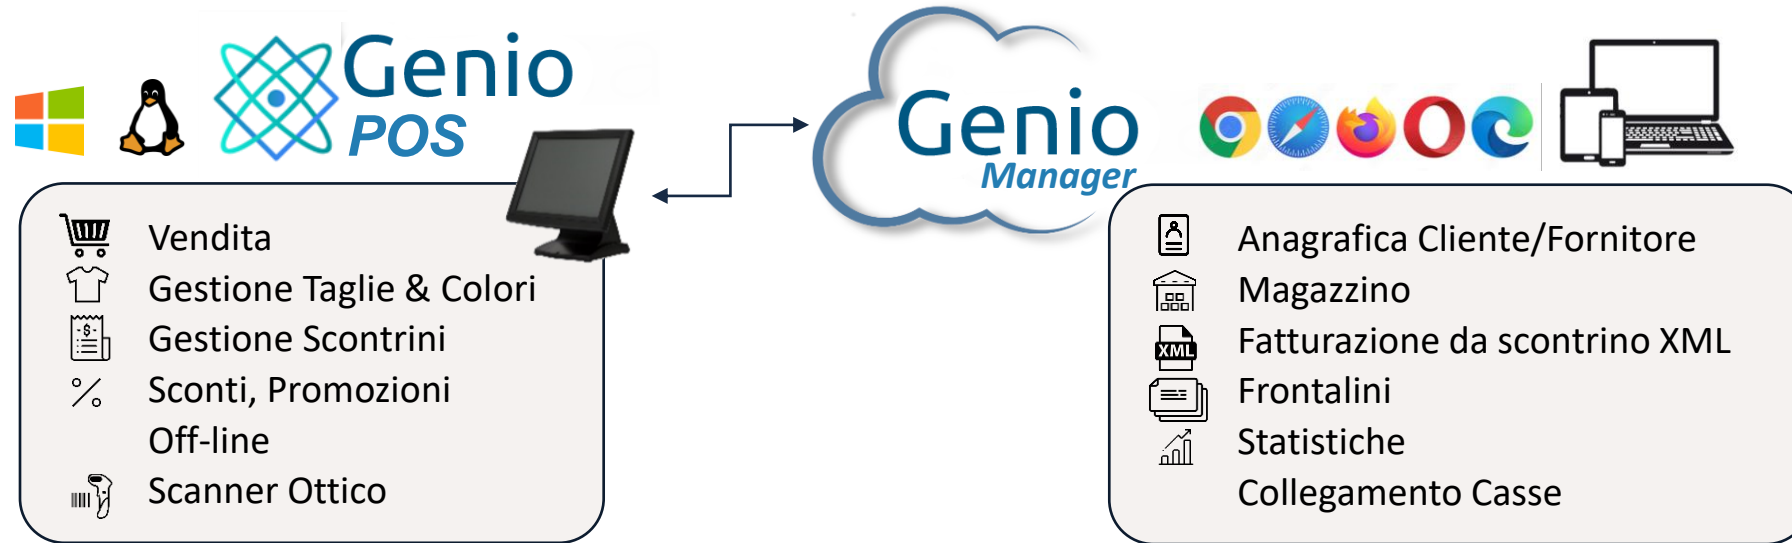 Genio
POS
Vendita
Gestione Taglie & Colori
-$-
Gestione Scontrini
Sconti, Promozioni
Off-line
Scanner Ottico
Genio
Manager
Anagrafica Cliente/Fornitore
Magazzino
XML
Fatturazione da scontrino XML
Frontalini
Statistiche
Collegamento Casse